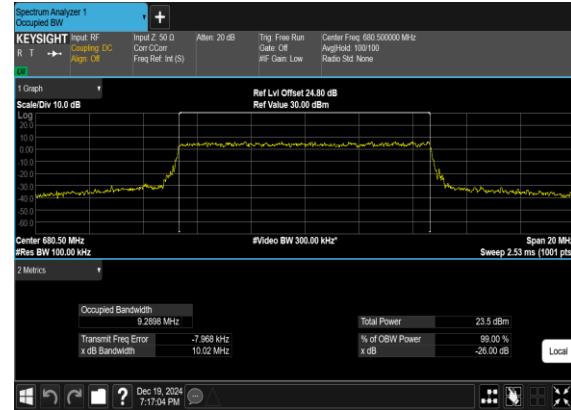 Spectrum Analyzer 1
Occupied BW
+
KEYSIGHT Input: RF Input Z: 50 Ω Atten: 20 dB Trig: Free Run Center Freq: 680.500000 MHz
R T Coupling: DC Corr CCorr Gate: Off Avg|Hold: 100/100
Align: Off Freq Ref: Int (S) #IF Gain: Low Radio Std: None
LW
1 Graph
Ref Lvl Offset 24.80 dB
Scale/Div 10.0 dB Ref Value 30.00 dBm
Log
20.0
10.0
0.00
-10.0
-20.0
-30.0
-40.0
-50.0
-60.0
Center 680.50 MHz #Video BW 300.00 kHz* Span 20 MHz
#Res BW 100.00 kHz Sweep 2.53 ms (1001 pts
2 Metrics
Occupied Bandwidth
9.2898 MHz Total Power 23.5 dBm
Transmit Freq Error -7.968 kHz % of OBW Power 99.00 %
x dB Bandwidth 10.02 MHz x dB -26.00 dB
Local
? Dec 19, 2024
7:17:04 PM